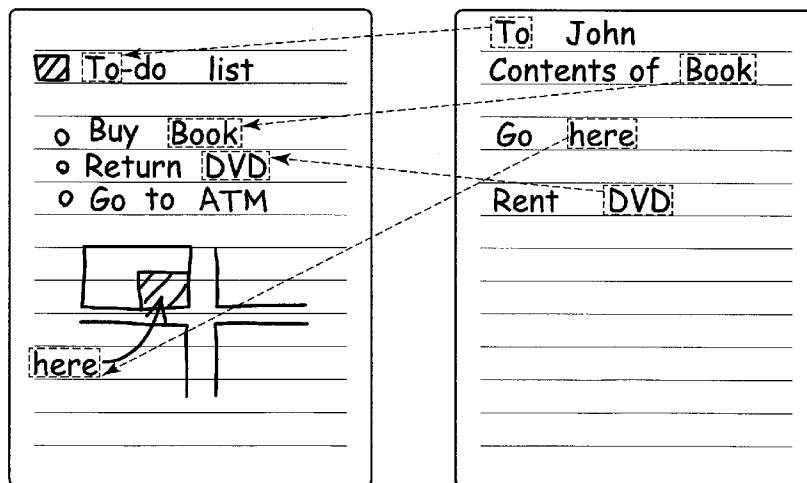 To-do list
Buy Book
Return DVD
Go to ATM
here
To John
Contents of Book
Go here
Rent DVD